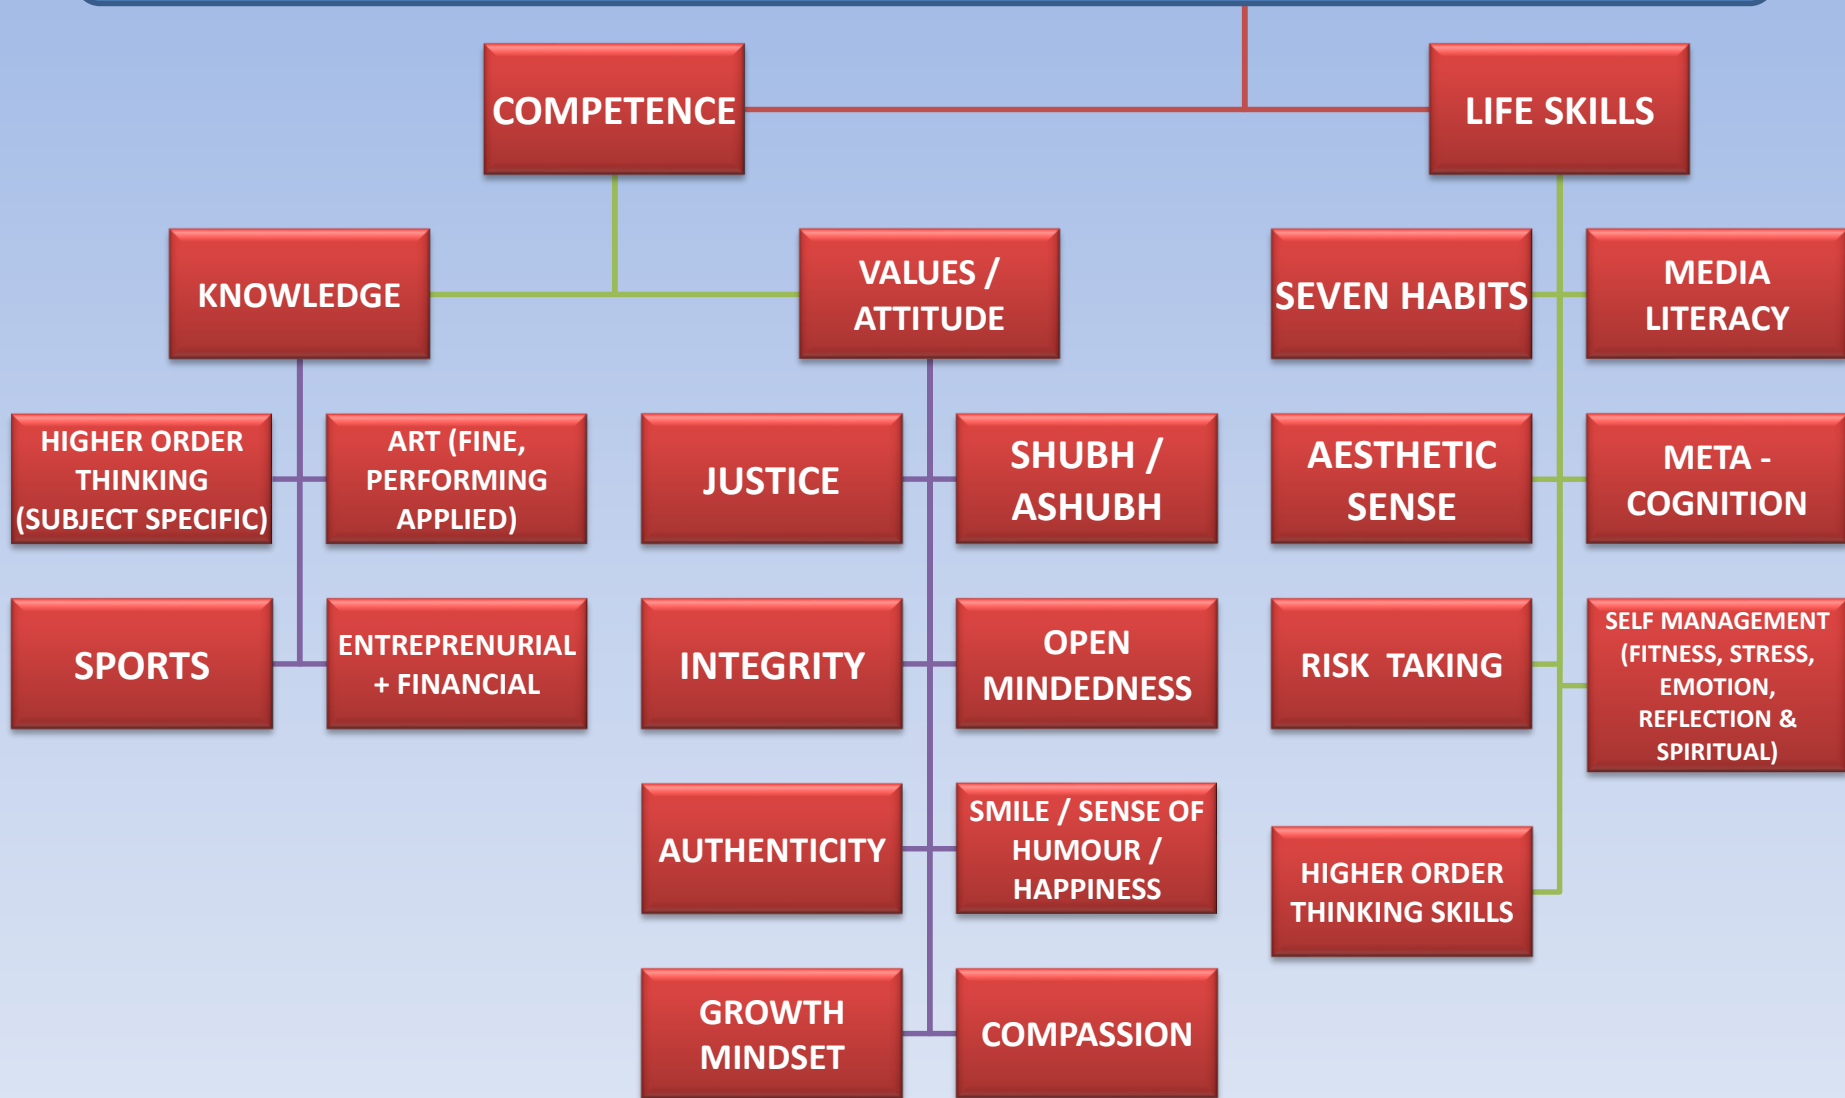 COMPETENCE
LIFE SKILLS
KNOWLEDGE
VALUES /
ATTITUDE
SEVEN HABITS
MEDIA
LITERACY
HIGHER ORDER
THINKING
(SUBJECT SPECIFIC)
ART (FINE,
PERFORMING
APPLIED)
JUSTICE
SHUBH /
ASHUBH
AESTHETIC
SENSE
META -
COGNITION
SPORTS
ENTREPRENURIAL
+ FINANCIAL
INTEGRITY
OPEN
MINDEDNESS
RISK  TAKING
SELF MANAGEMENT
(FITNESS, STRESS,
EMOTION,
REFLECTION &
SPIRITUAL)
AUTHENTICITY
SMILE / SENSE OF
HUMOUR /
HAPPINESS
HIGHER ORDER
THINKING SKILLS
GROWTH
MINDSET
COMPASSION